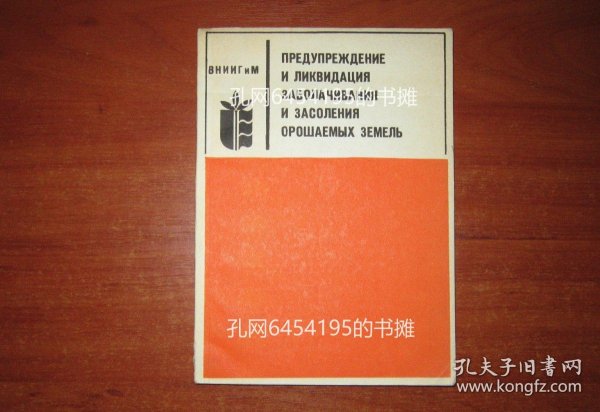 ВНИИГиМ
ПРЕДУПРЕЖДЕНИЕ
И ЛИКВИДАЦИЯ
ЗАБОЛАЧИВАНИЯ
И ЗАСОЛЕНИЯ
ОРОШАЕМЫХ ЗЕМЕЛЬ
孔网6454195的书摊
孔网6454195的书摊
孔夫子旧书网
www.kongfz.com